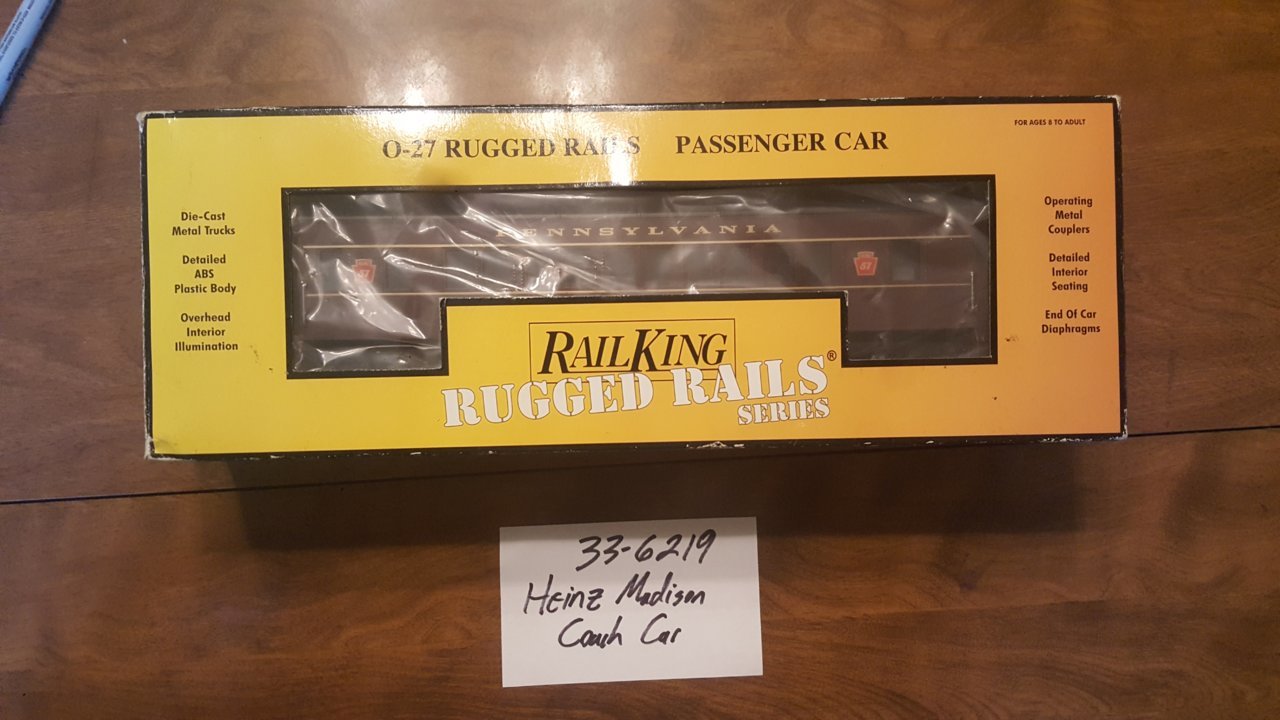 O-27 RUGGED RAILS PASSENGER CAR
FOR AGES 8 TO ADULT
Die-Cast
Metal Trucks
Detailed
ABS
Plastic Body
Overhead
Interior
Illumination
PENNSYLVANIA
57
57
Operating
Metal
Couplers
Detailed
Interior
Seating
End Of Car
Diaphragms
RAILKING
RUGGED RAILS®
SERIES
33-6219
Heinz Madison
Coach Car